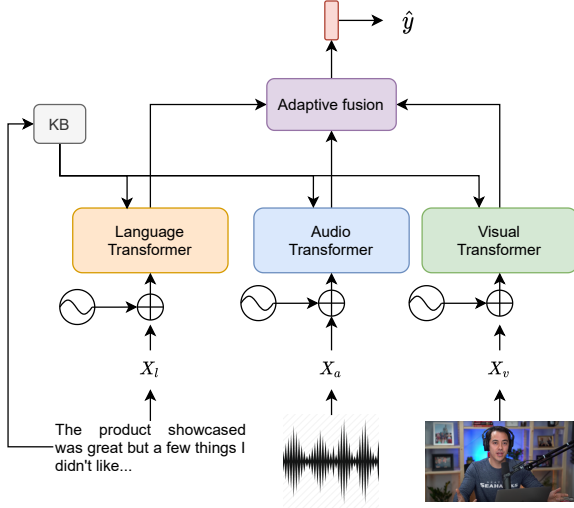 ŷ
Adaptive fusion
KB
Language
Transformer
Audio
Transformer
Visual
Transformer
X_l
X_a
X_v
The product showcased
was great but a few things I
didn't like...